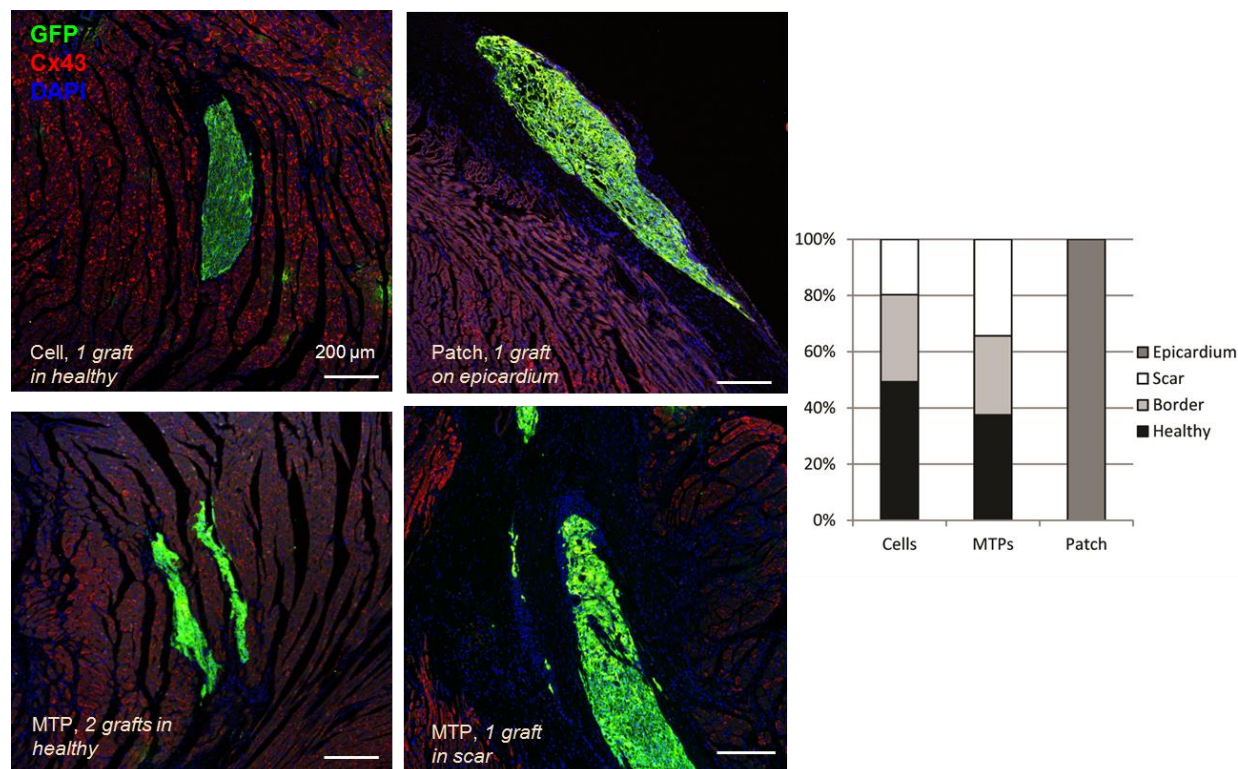 GFP
Cx43
DAPI
Cell, 1 graft
in healthy
200 µm
Patch, 1 graft
on epicardium
MTP, 2 grafts in
healthy
MTP, 1 graft
in scar
100%
80%
60%
40%
20%
0%
Cells MTPs Patch
Epicardium
Scar
Border
Healthy